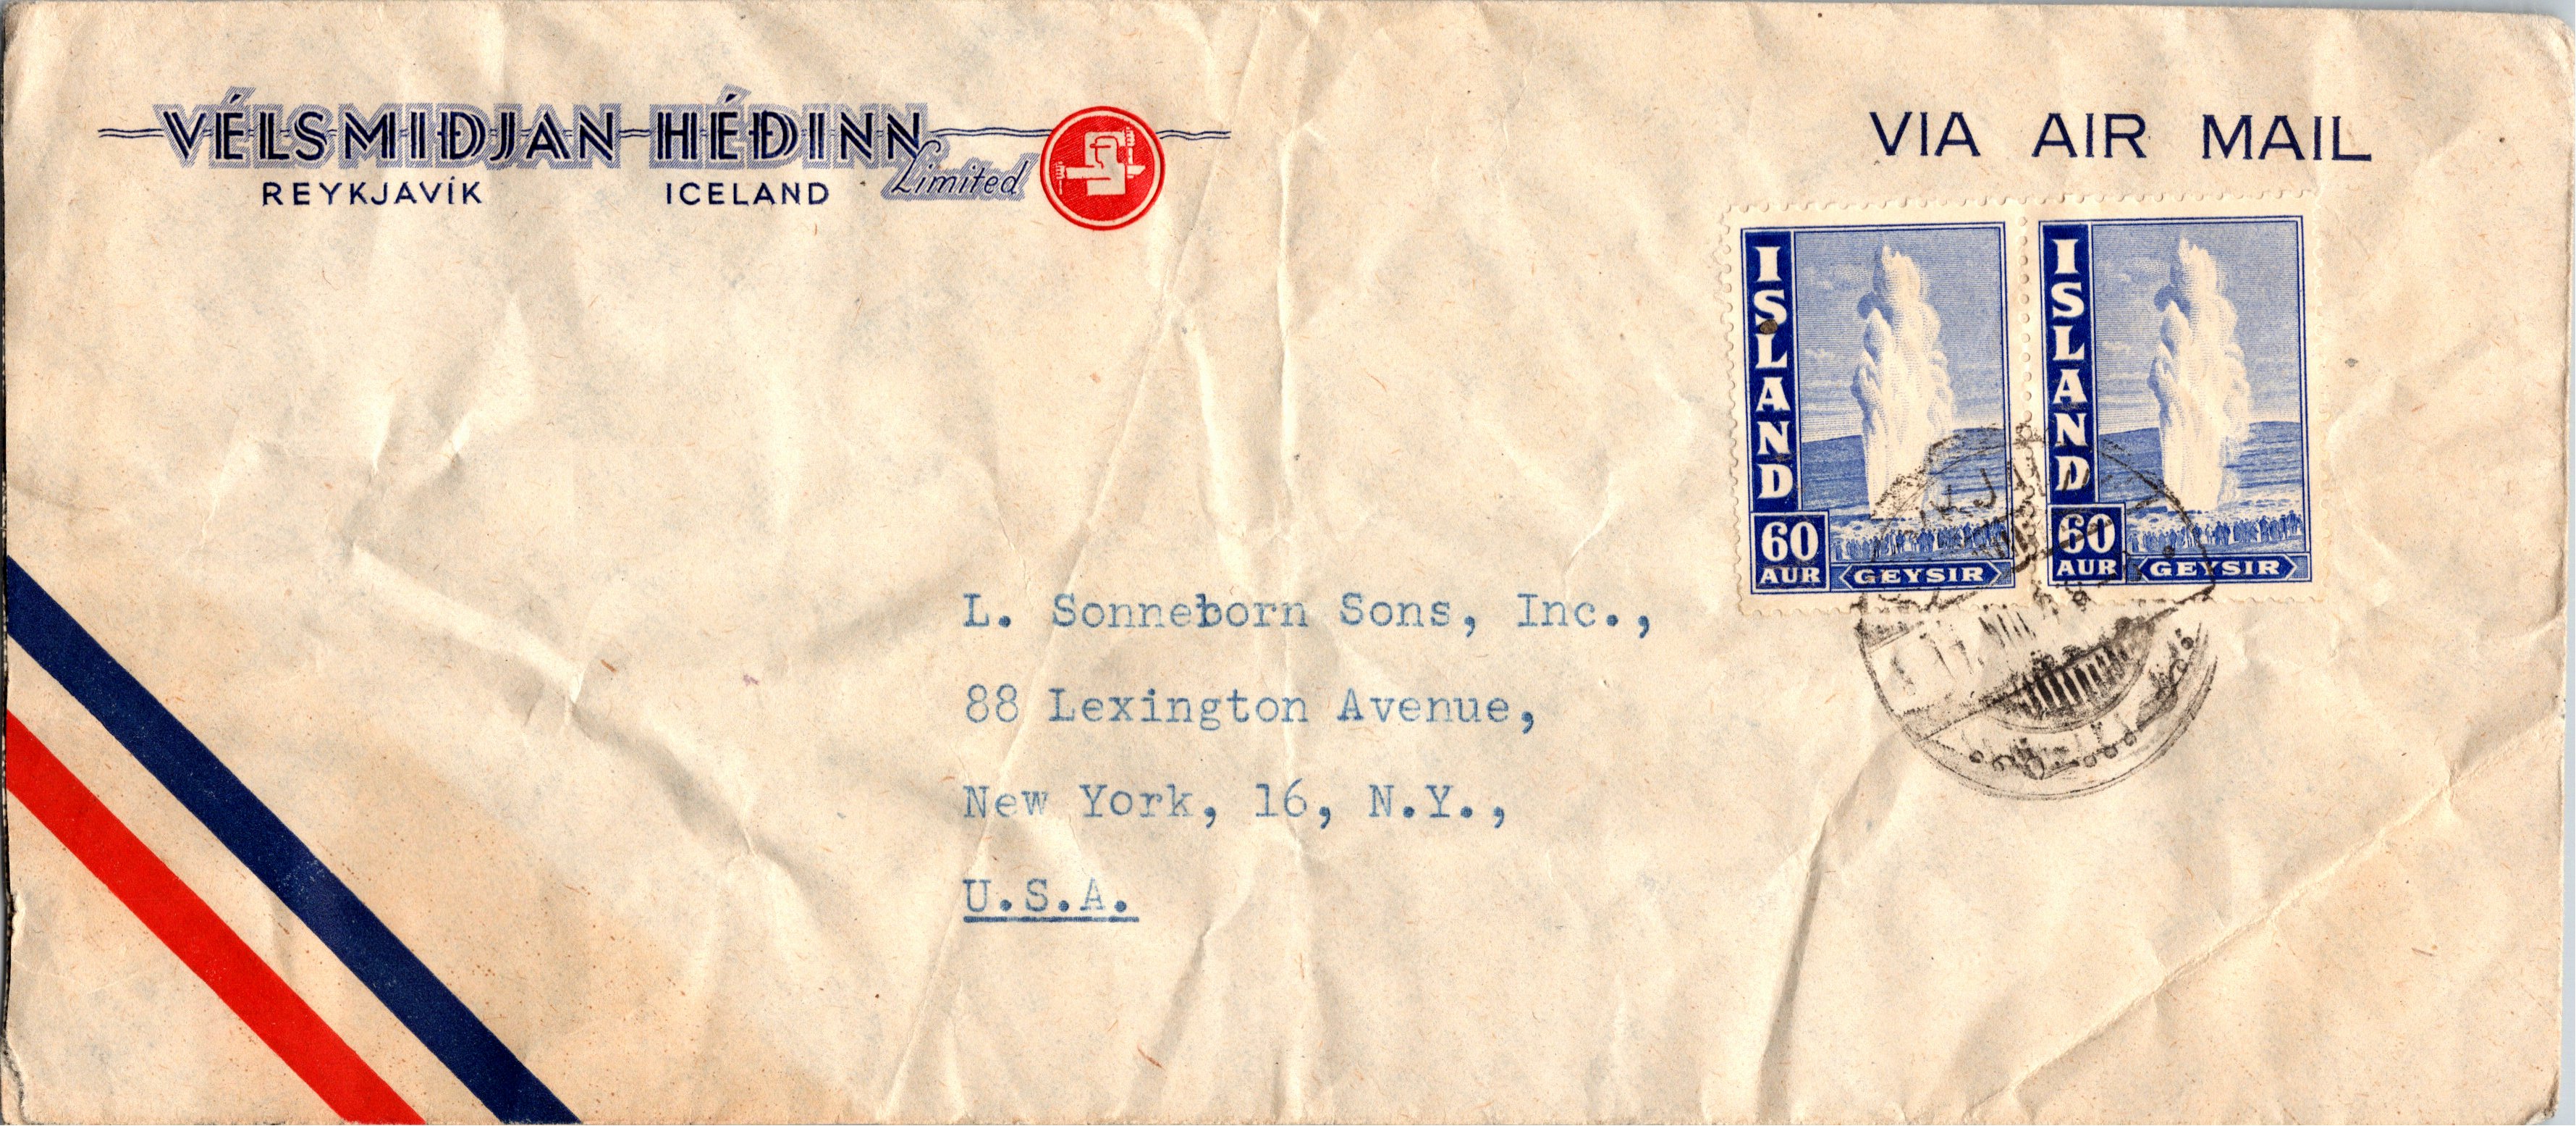 VÉLSMIÐJAN HÉÐINN
Limited
REYKJAVÍK ICELAND
VIA AIR MAIL
ISLAND
60
AUR
GEYSIR
ISLAND
60
AUR
GEYSIR
L. Sonneborn Sons, Inc.,
88 Lexington Avenue,
New York, 16, N.Y.,
U.S.A.